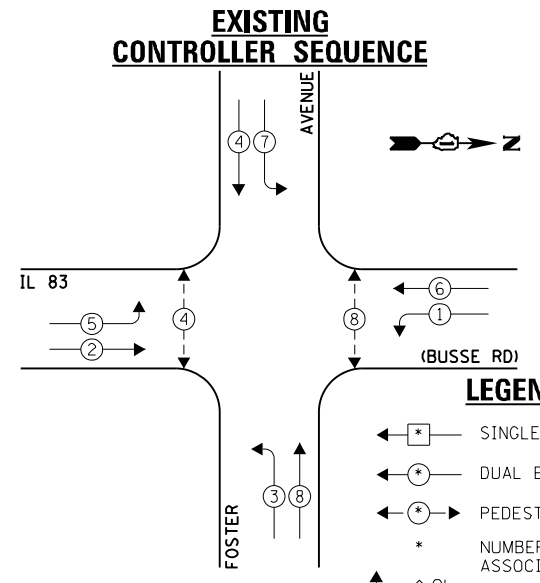 EXISTING
CONTROLLER SEQUENCE
AVENUE
4 7
N
IL 83
5
2
4
8
6
1
(BUSSE RD)
3 8
FOSTER
LEGEN
* SINGLE
* DUAL E
* PEDEST
* NUMBER
ASSOCI